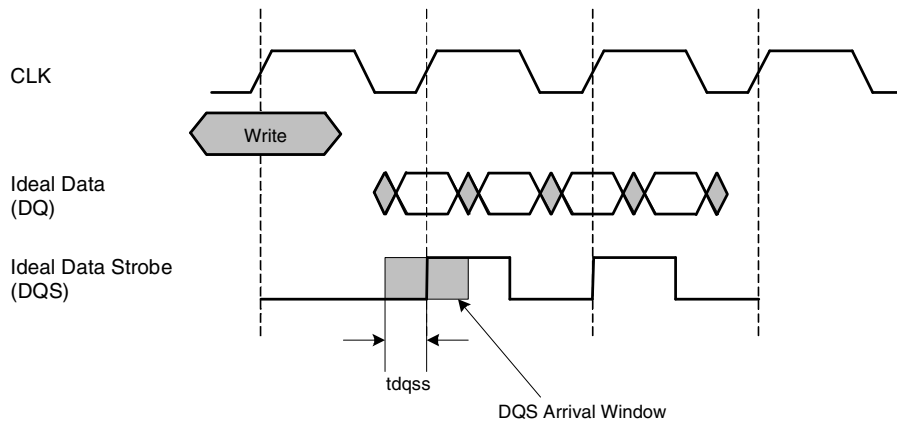 CLK
Write
Ideal Data
(DQ)
Ideal Data Strobe
(DQS)
tdqss
DQS Arrival Window